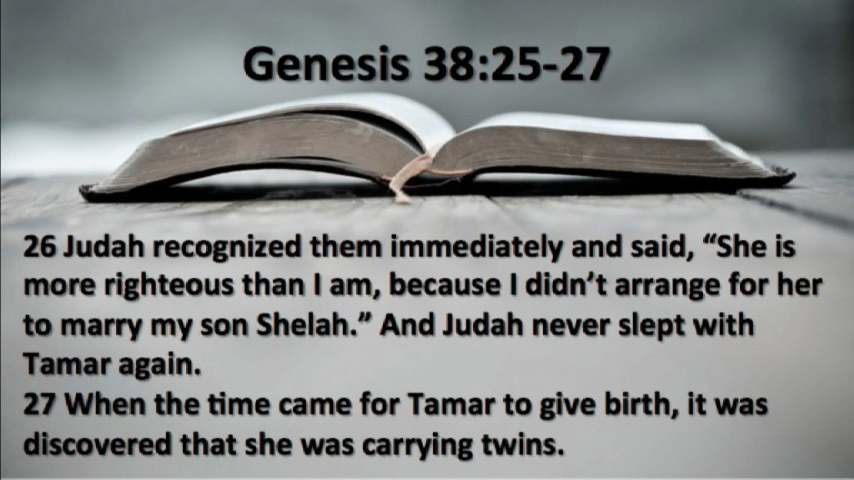 Genesis 38:25-27
26 Judah recognized them immediately and said, “She is
more righteous than I am, because I didn’t arrange for her
to marry my son Shelah.” And Judah never slept with
Tamar again.
27 When the time came for Tamar to give birth, it was
discovered that she was carrying twins.